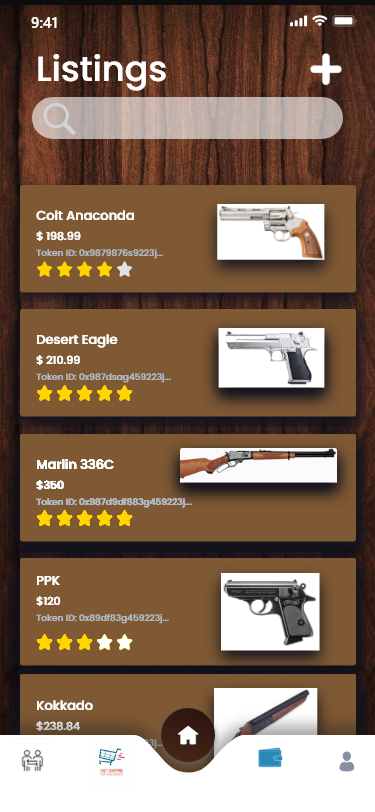 9:41
Listings
Colt Anaconda
$ 198.99
Token ID: 0x9879876s9223j...
Desert Eagle
$ 210.99
Token ID: 0x987dsag459223j...
Marlin 336C
$350
Token ID: 0x987d9df883g459223j...
PPK
$120
Token ID: 0x89df83g459223j...
Kokkado
$238.84